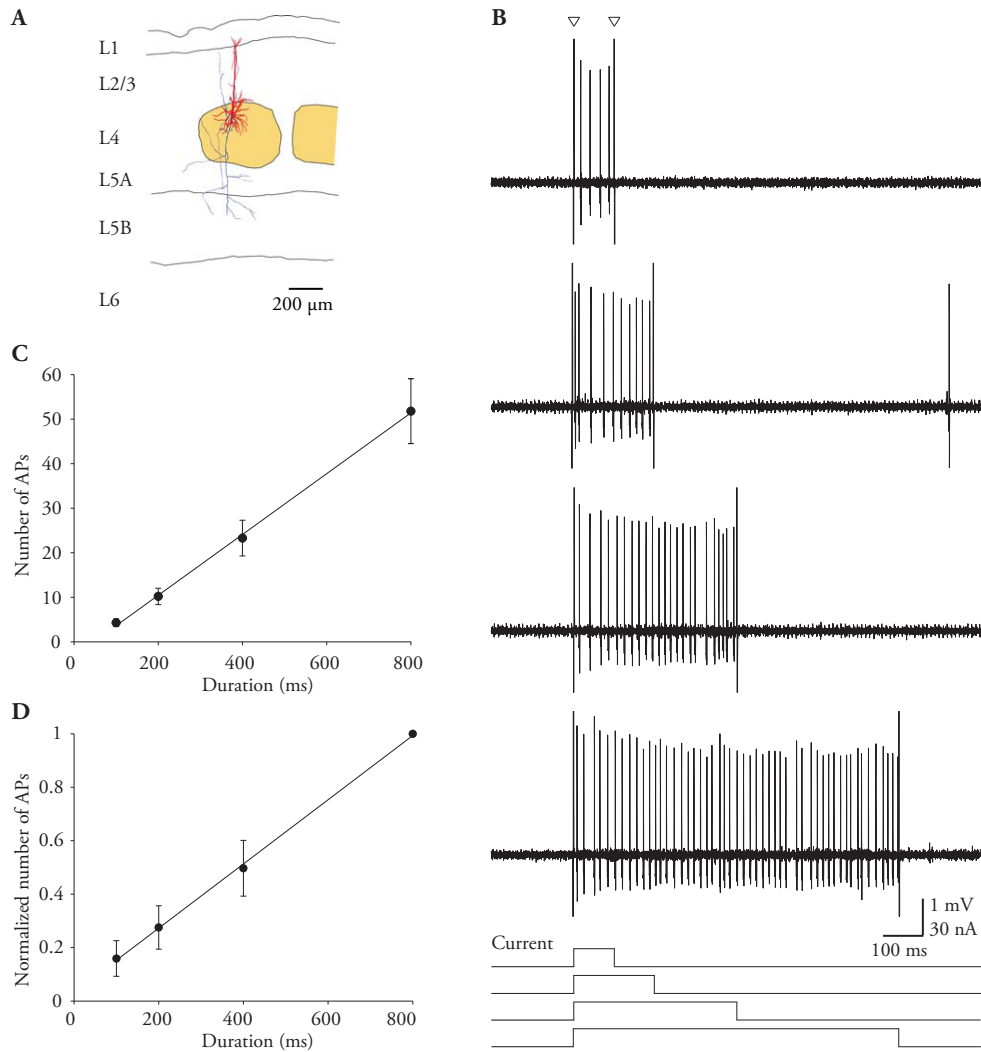 A
L1
L2/3
L4
L5A
L5B
L6
200 μm
B
1 mV
30 nA
100 ms
Current
C
60
50
40
30
20
10
0
Number of APs
0 200 400 600 800
Duration (ms)
D
1
0.8
0.6
0.4
0.2
0
Normalized number of APs
0 200 400 600 800
Duration (ms)